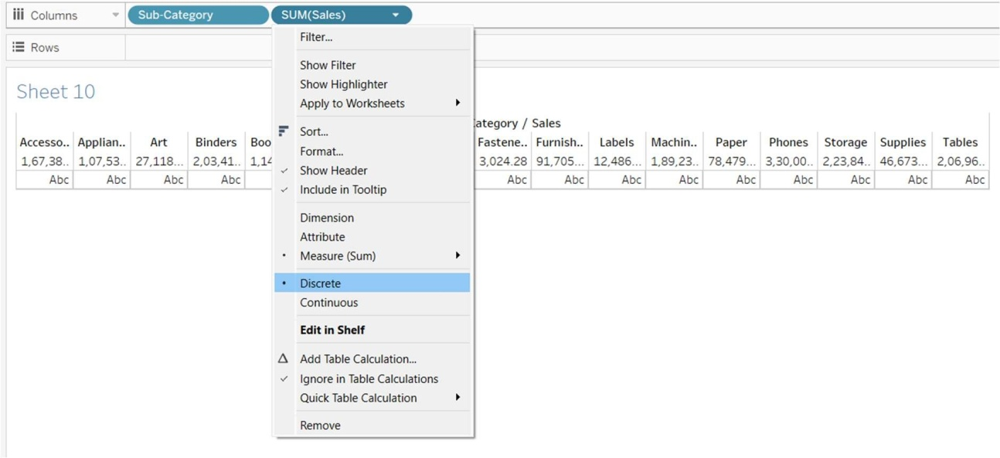 Columns Sub-Category SUM(Sales)
Rows
Sheet 10
ategory / Sales
Accesso.. Applian.. Art Binders Boo Fastene.. Furnish.. Labels Machin.. Paper Phones Storage Supplies Tables
1,67,38.. 1,07,53.. 27,118... 2,03,41.. 1,14 3,024.28 91,705... 12,486... 1,89,23.. 78,479... 3,30,00.. 2,23,84.. 46,673... 2,06,96..
Abc Abc Abc Abc Abc Abc Abc Abc Abc Abc Abc Abc Abc
Filter...
Show Filter
Show Highlighter
Apply to Worksheets
Sort...
Format...
Show Header
Include in Tooltip
Dimension
Attribute
Measure (Sum)
Discrete
Continuous
Edit in Shelf
Add Table Calculation...
Ignore in Table Calculations
Quick Table Calculation
Remove